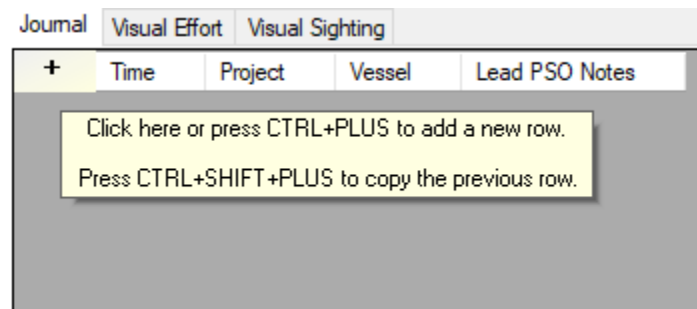 Journal Visual Effort Visual Sighting
+ Time Project Vessel Lead PSO Notes
Click here or press CTRL+PLUS to add a new row.
Press CTRL+SHIFT+PLUS to copy the previous row.